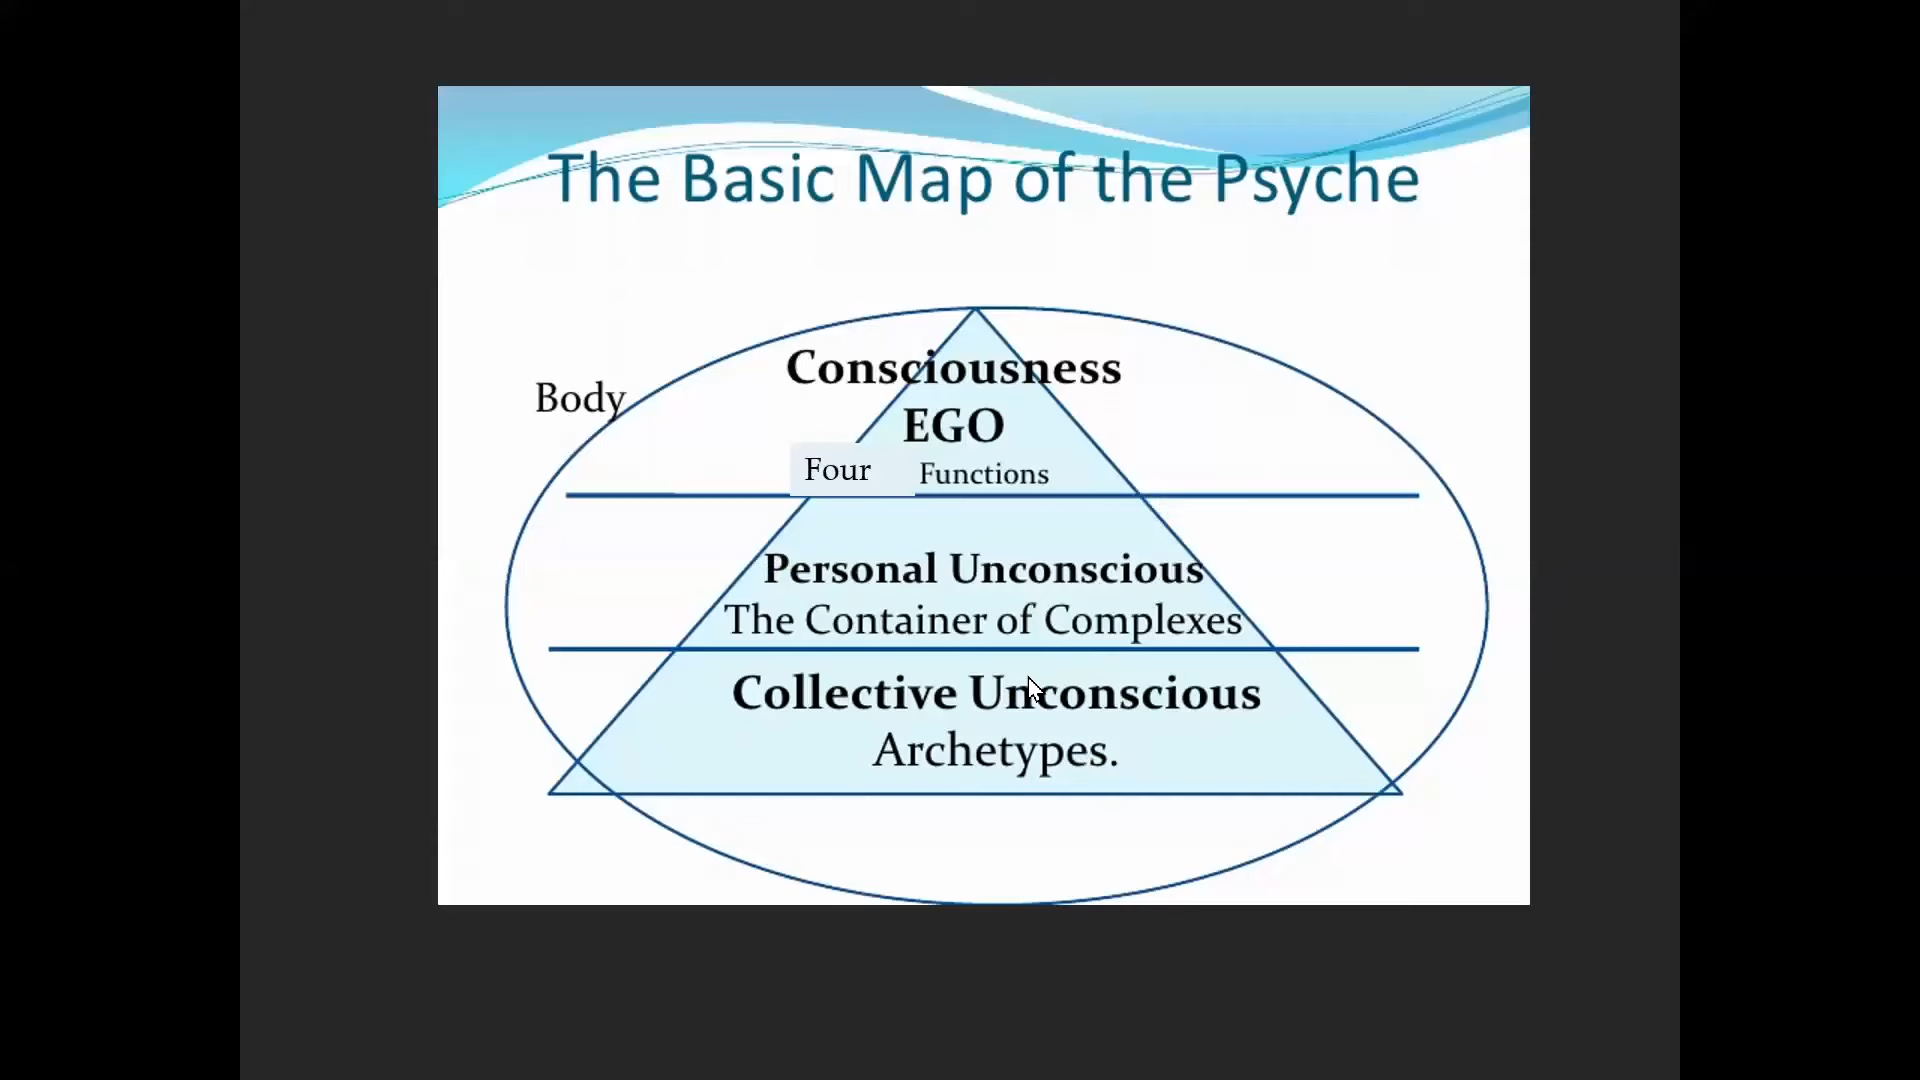 The Basic Map of the Psyche
Consciousness
Body
EGO
Four Functions
Personal Unconscious
The Container of Complexes
Collective Unconscious
Archetypes.